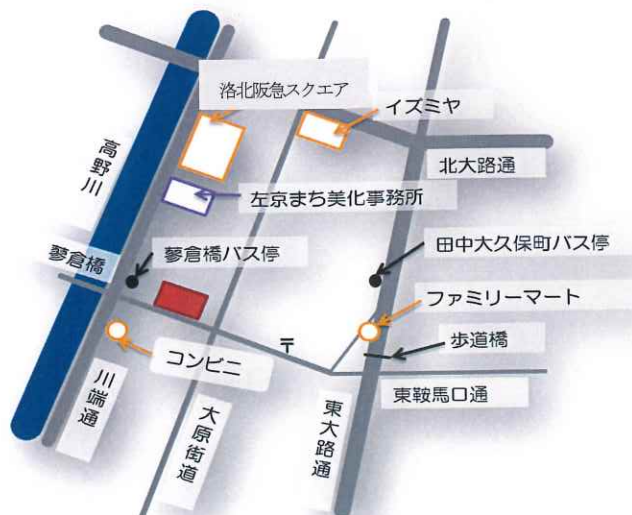 洛北阪急スクエア
イズミヤ
高野川
北大路通
左京まち美化事務所
蓼倉橋
蓼倉橋バス停
田中大久保町バス停
ファミリーマート
〒
歩道橋
コンビニ
川端通
大原街道
東大路通
東鞍馬口通